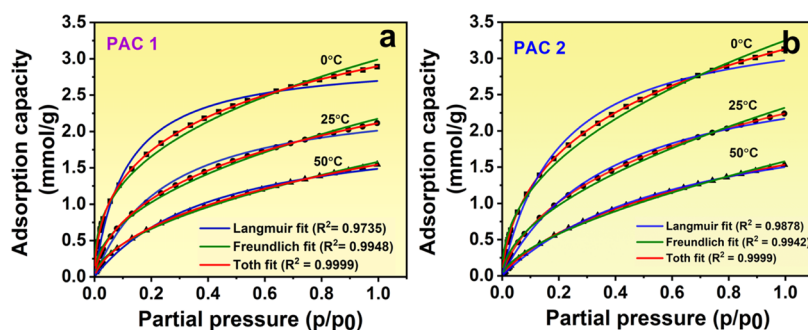 PAC 1
a
0°C
25°C
50°C
Langmuir fit (R²= 0.9735)
Freundlich fit (R²= 0.9948)
Toth fit (R² = 0.9999)
Adsorption capacity
(mmol/g)
3.5
3.0
2.5
2.0
1.5
1.0
0.5
0.0
0.0 0.2 0.4 0.6 0.8 1.0
Partial pressure (p/p0)
PAC 2
b
0°C
25°C
50°C
Langmuir fit (R² = 0.9878)
Freundlich fit (R² = 0.9942)
Toth fit (R² = 0.9999)
Adsorption capacity
(mmol/g)
3.5
3.0
2.5
2.0
1.5
1.0
0.5
0.0
0.0 0.2 0.4 0.6 0.8 1.0
Partial pressure (p/p0)